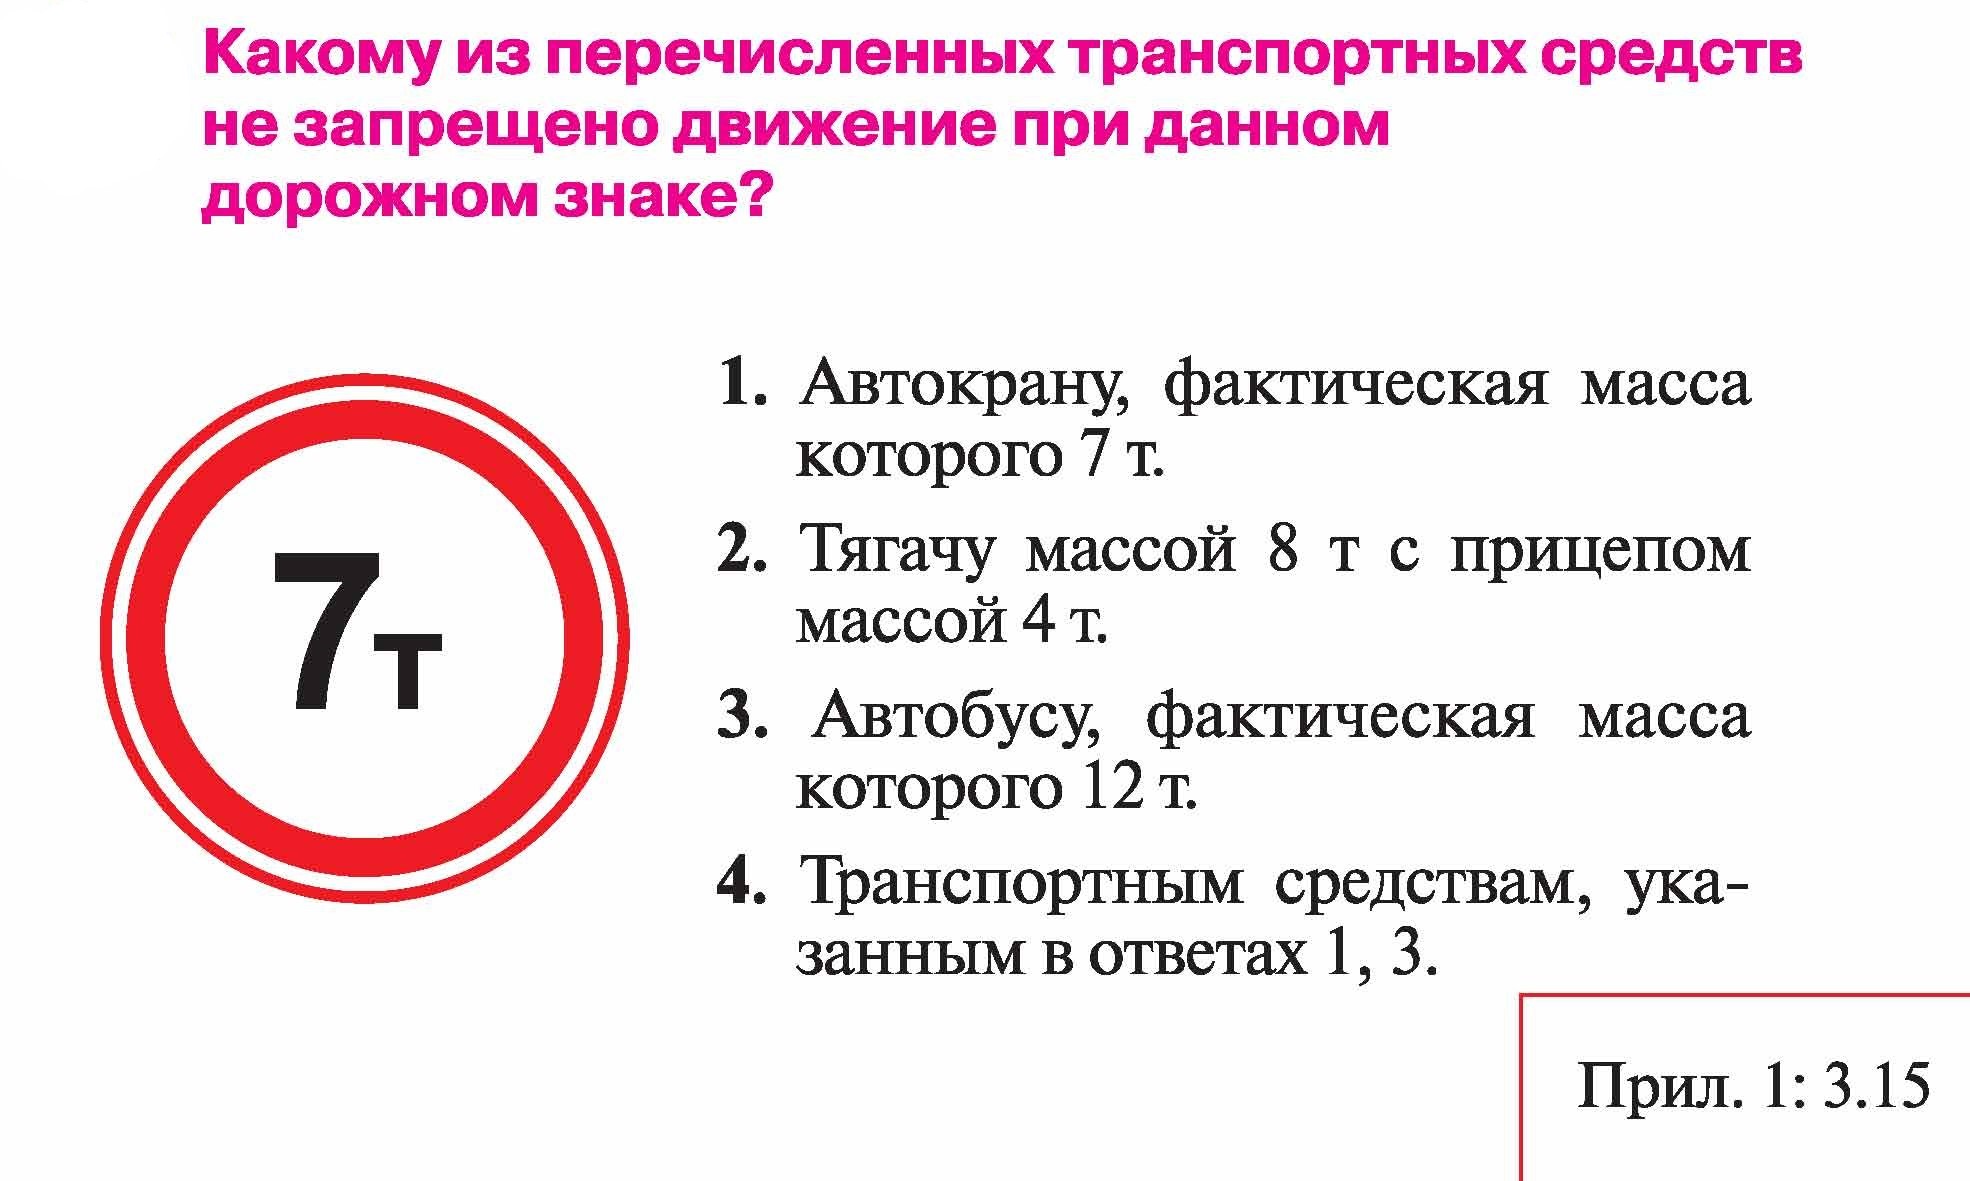 Какому из перечисленных транспортных средств
не запрещено движение при данном
дорожном знаке?
7т
1. Автокрану, фактическая масса
которого 7 т.
2. Тягачу массой 8 т с прицепом
массой 4 т.
3. Автобусу, фактическая масса
которого 12 т.
4. Транспортным средствам, ука-
занным в ответах 1, 3.
Прил. 1: 3.15